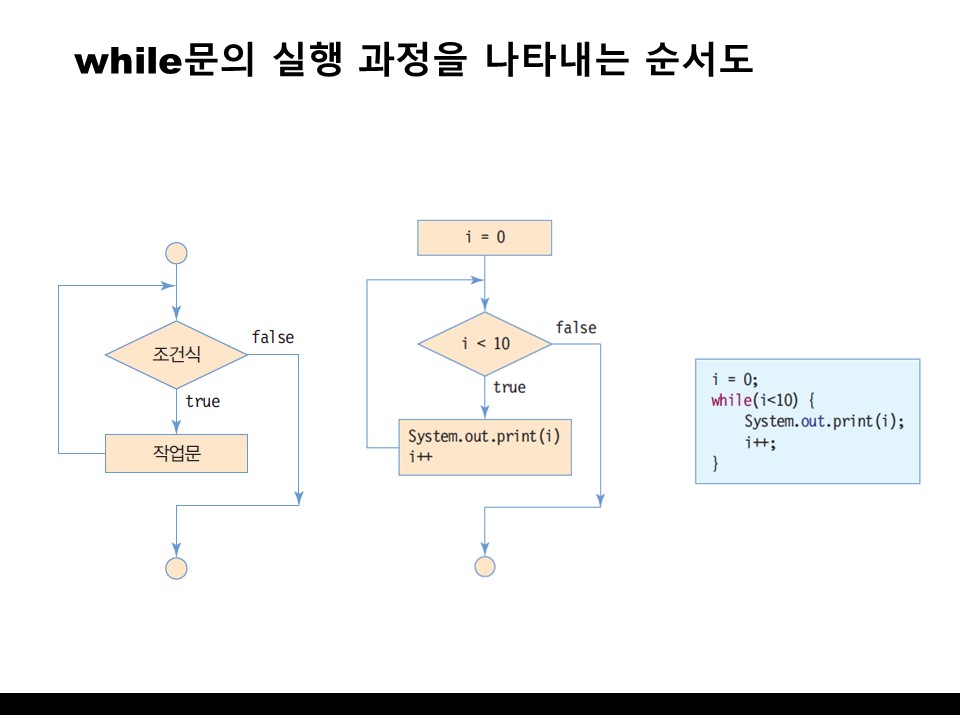 while문의 실행 과정을 나타내는 순서도
조건식
false
true
작업문
i = 0
i < 10
false
true
System.out.print(i)
i++
i = 0;
while(i<10) {
    System.out.print(i);
    i++;
}